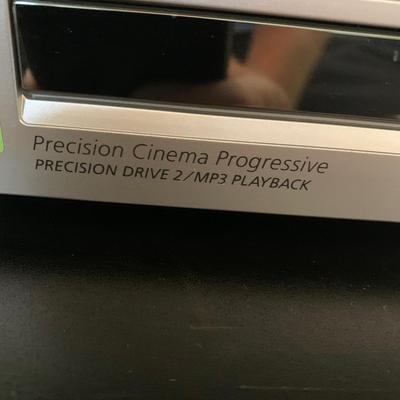 Precision Cinema Progressive
PRECISION DRIVE 2/MP3 PLAYBACK